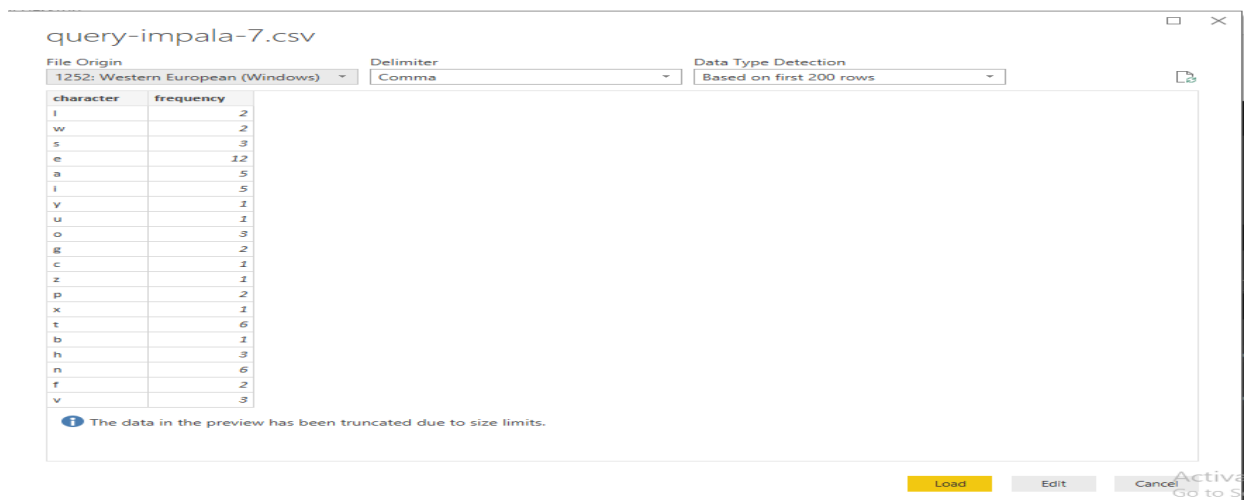 query-impala-7.csv
File Origin Delimiter Data Type Detection
1252: Western European (Windows) Comma Based on first 200 rows
character frequency
l 2
w 2
s 3
e 12
a 5
i 5
y 1
u 1
o 3
g 2
c 1
z 1
p 2
x 1
t 6
b 1
h 3
n 6
f 2
v 3
The data in the preview has been truncated due to size limits.
Load Edit Cancel
Activa
Go to S